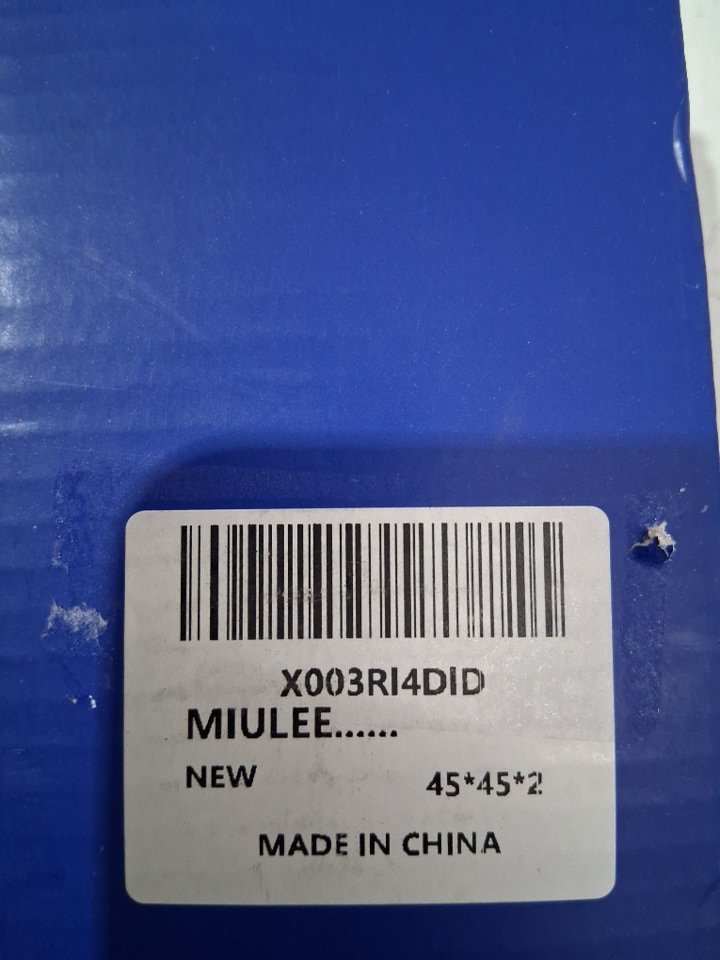 X003RI4DID
MIULEE......
NEW
45*45*2
MADE IN CHINA